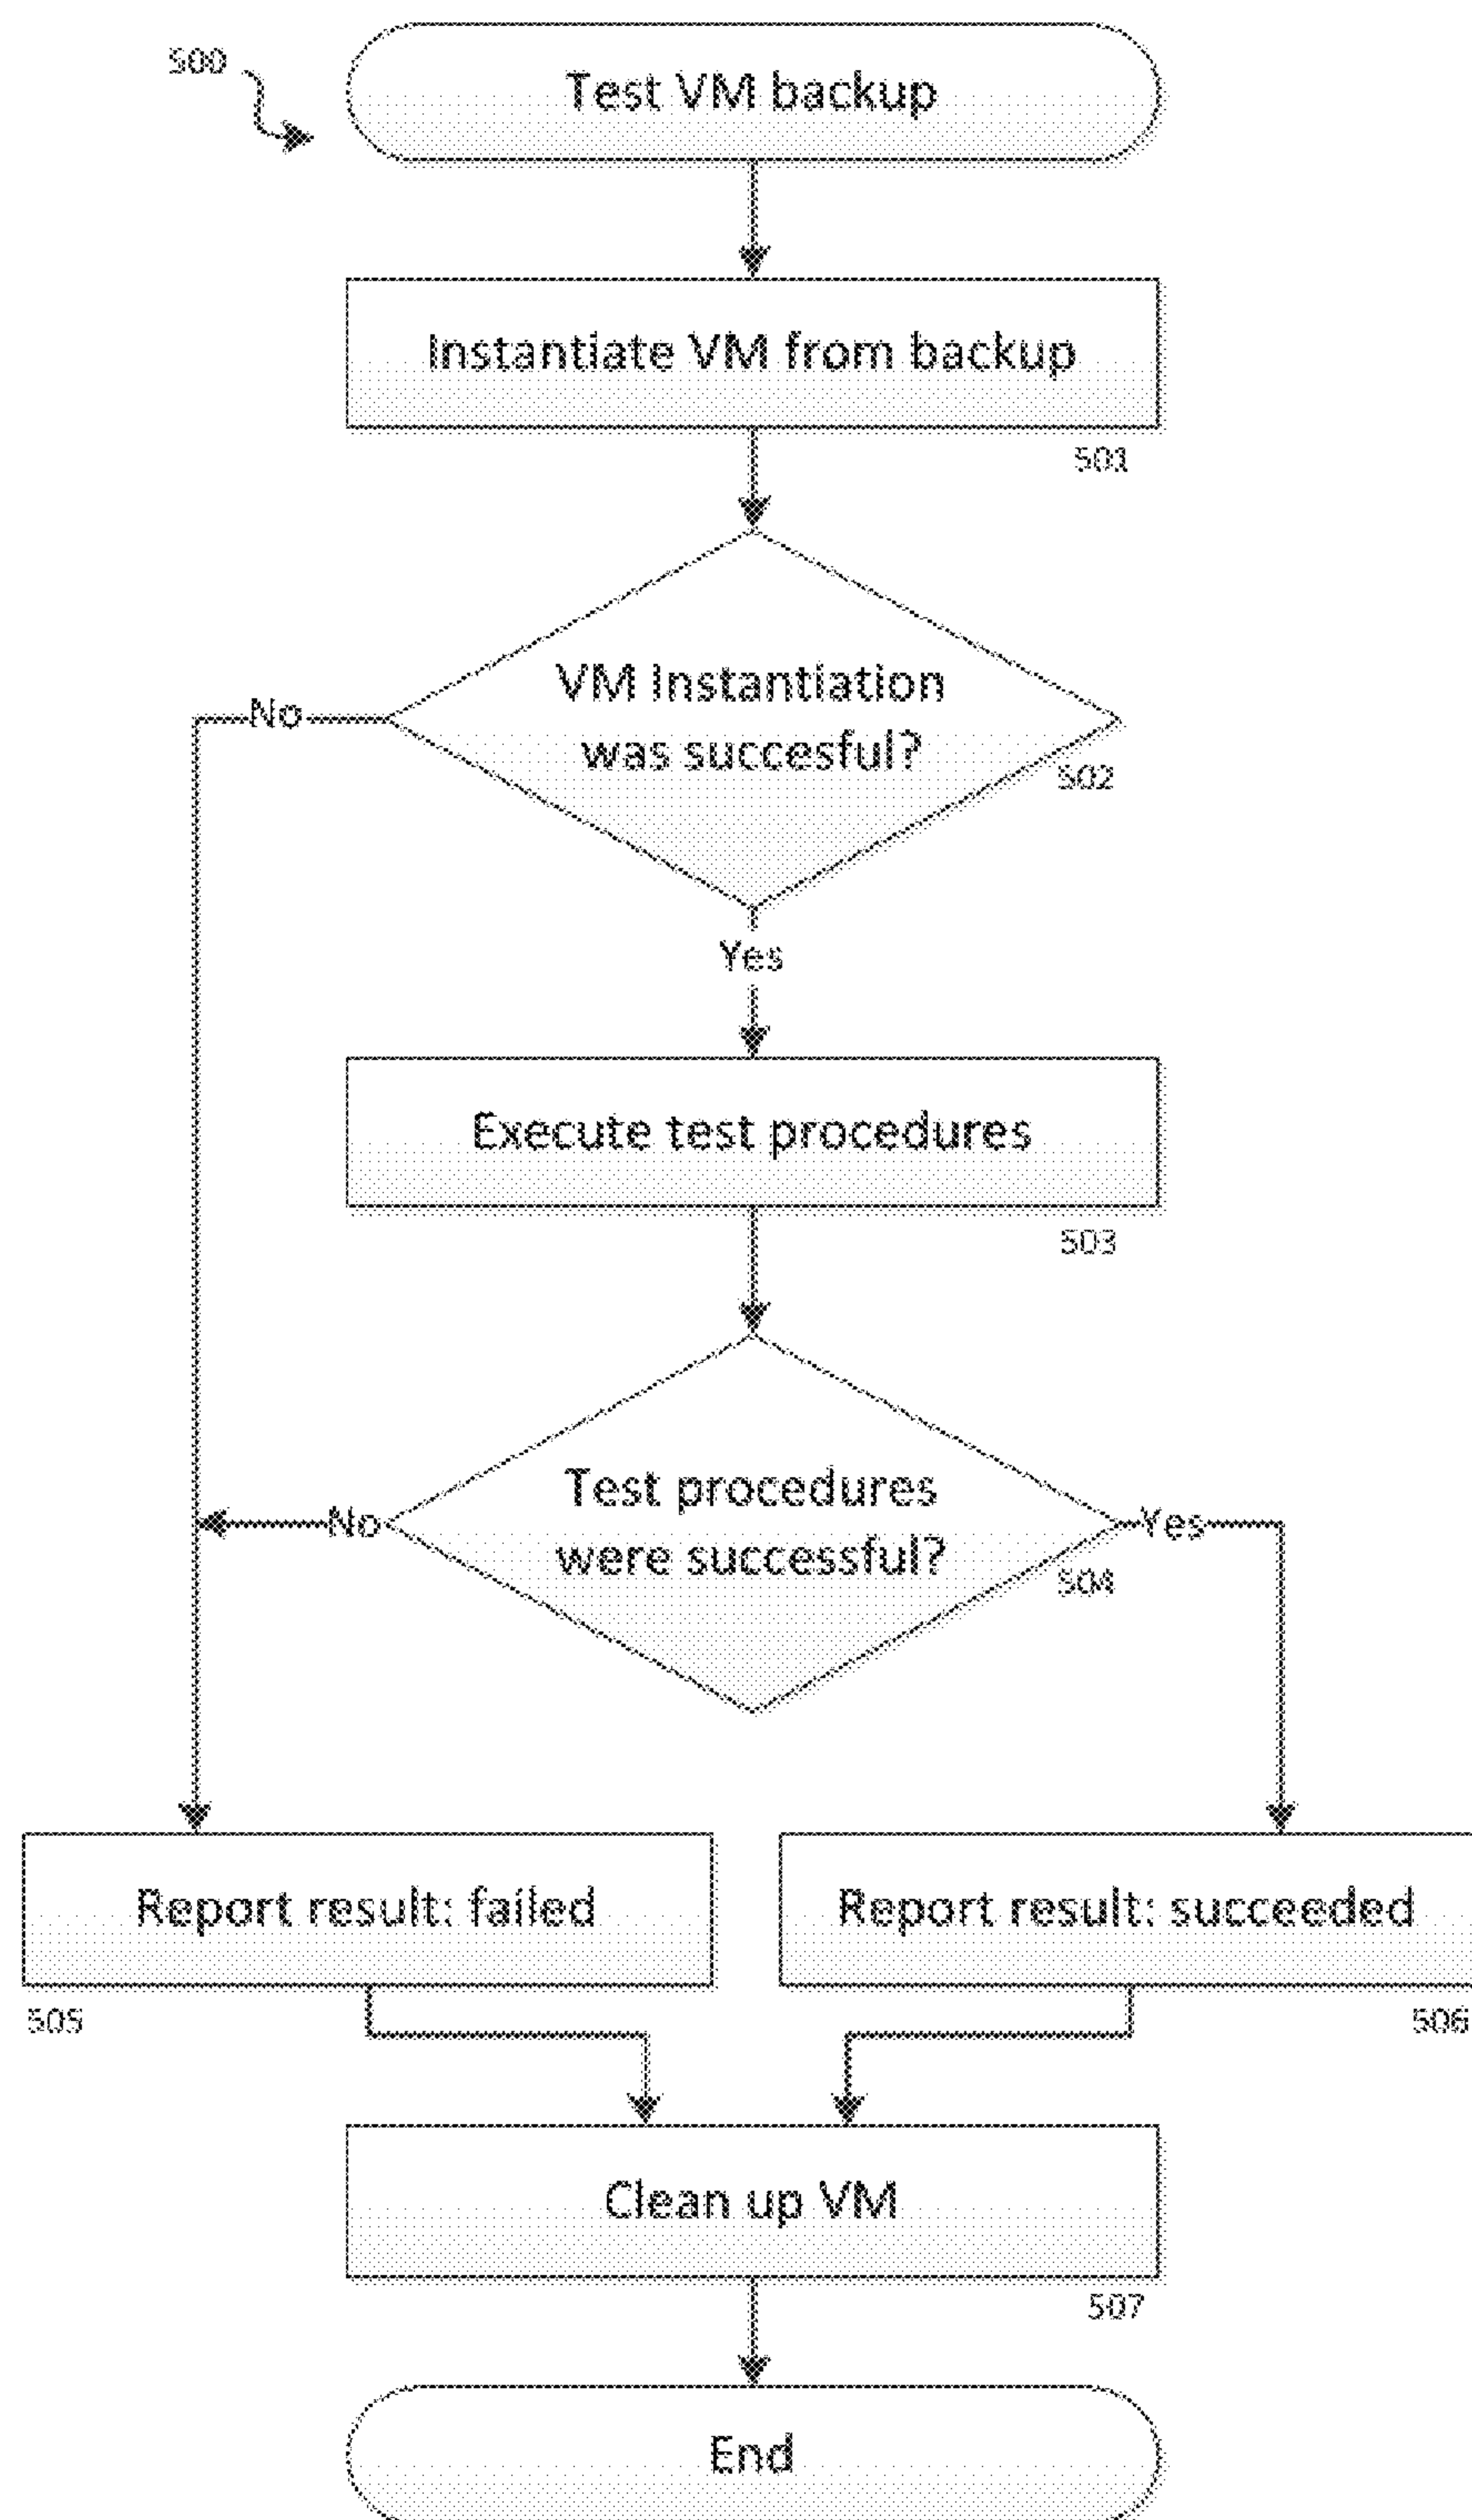 500
Test VM backup
Instantiate VM from backup
501
VM Instantiation
was succesful?
502
No
Yes
Execute test procedures
503
Test procedures
were successful?
504
No
Yes
Report result: failed
505
Report result: succeeded
506
Clean up VM
507
End